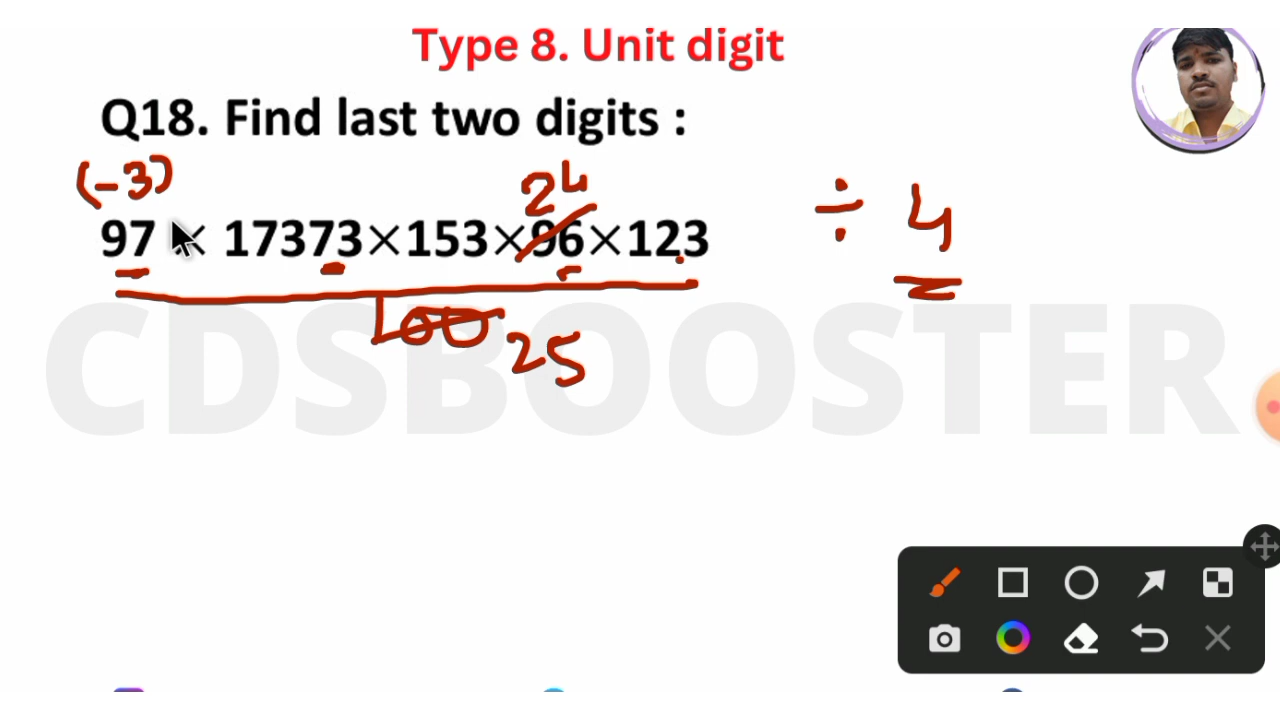 Type 8. Unit digit
Q18. Find last two digits :
(-3)
24
97 × 17373×153×96×123
÷ 4
100
25
CDSBOOSTER